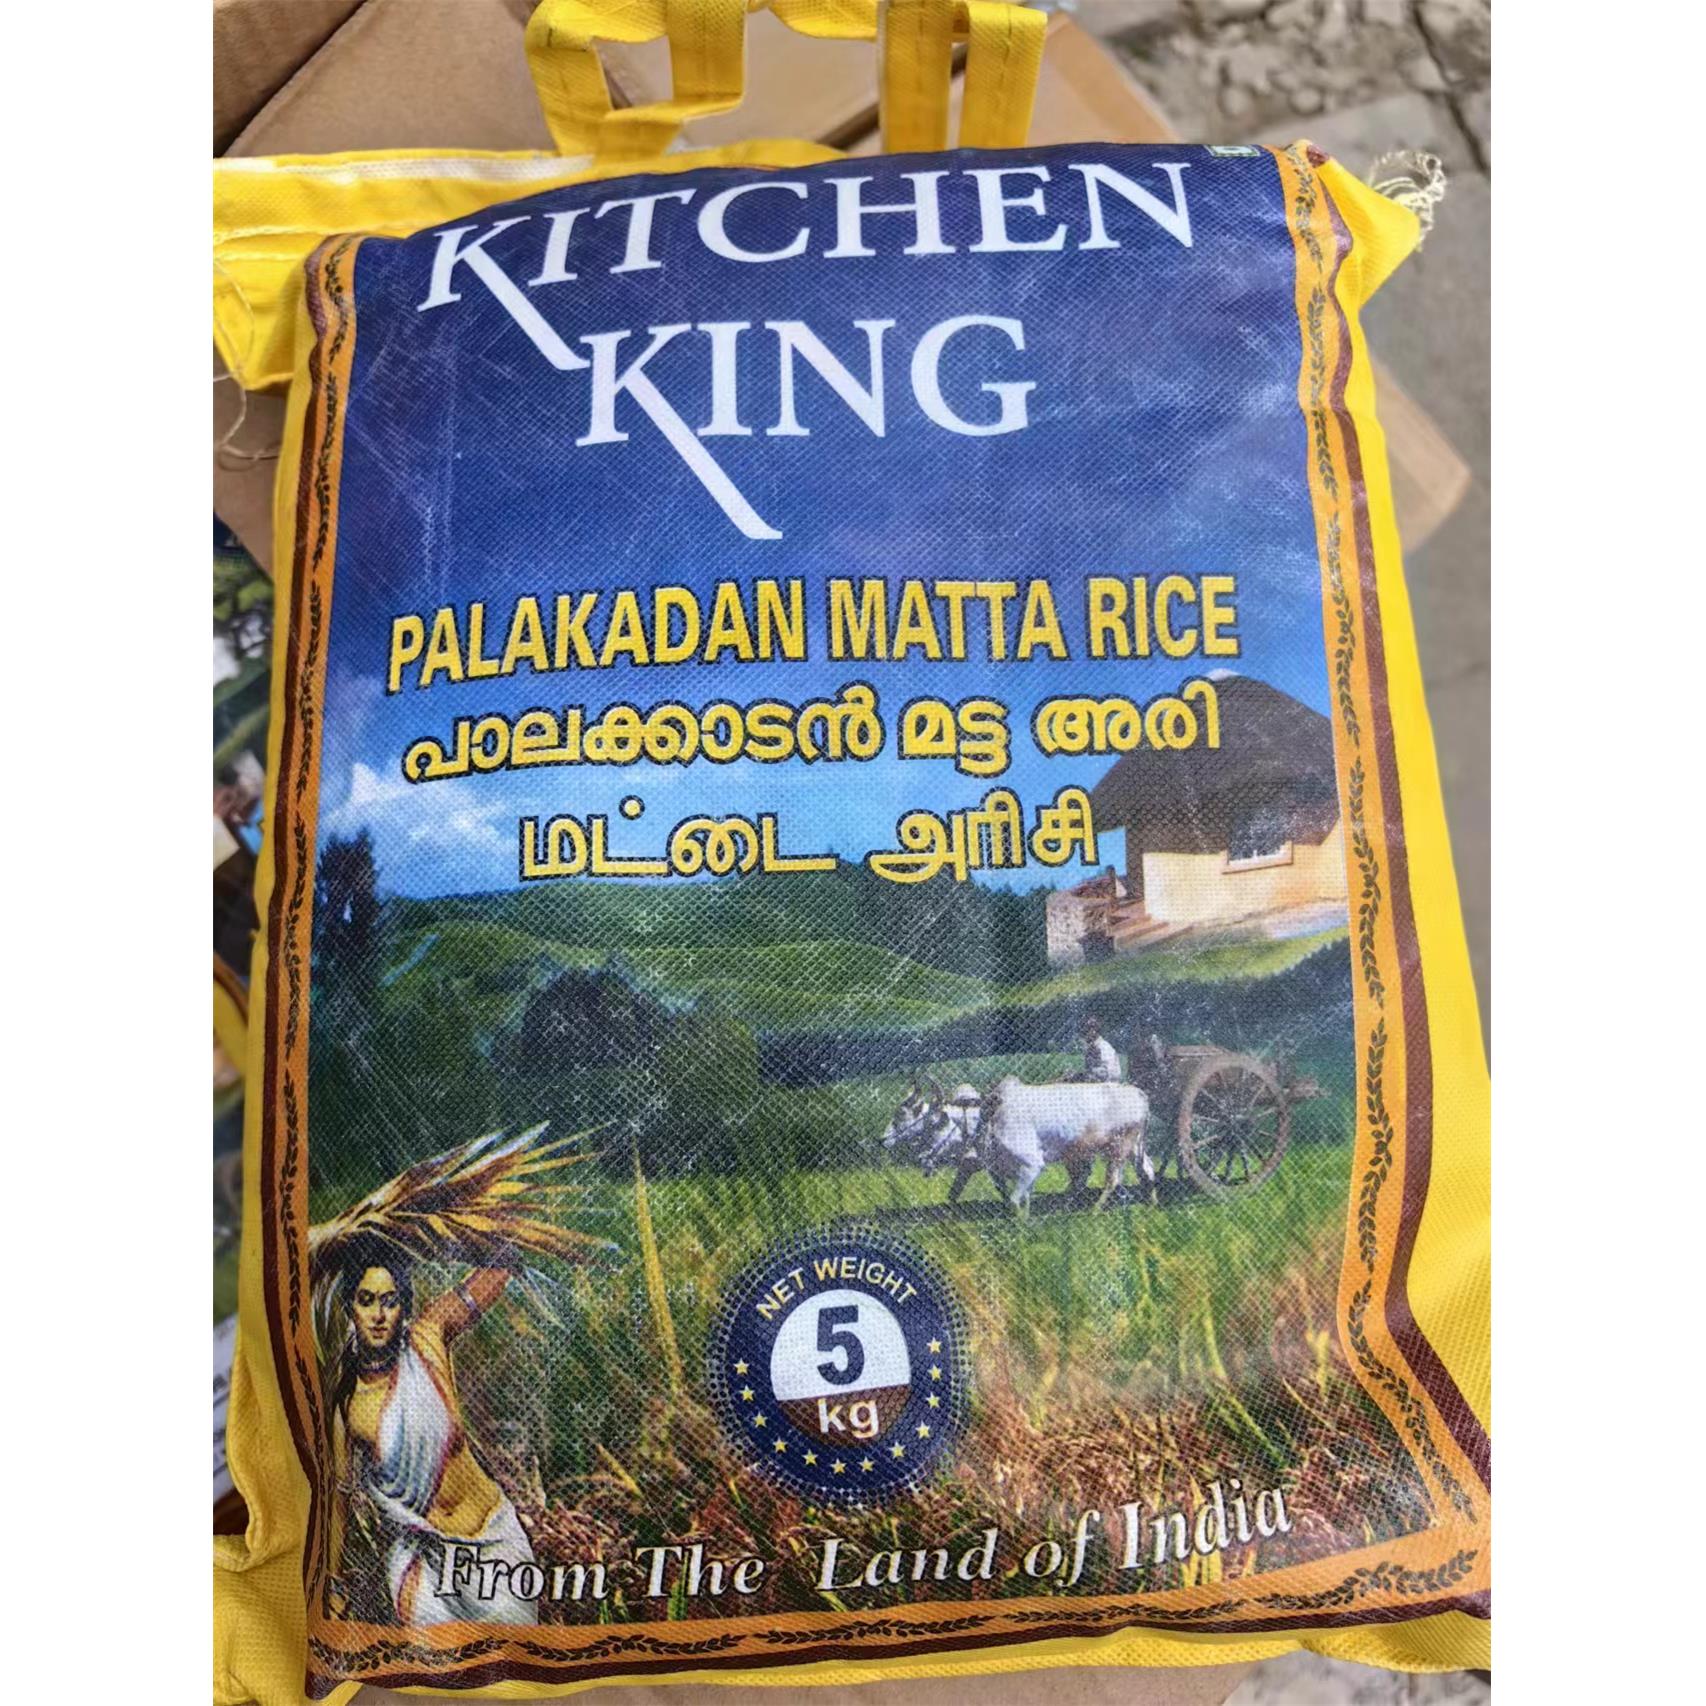 KITCHEN
KING
PALAKADAN MATTA RICE
പാലക്കാടൻ മട്ട അരി
மட்டை அரிசி
NET WEIGHT
5
kg
From The Land of India